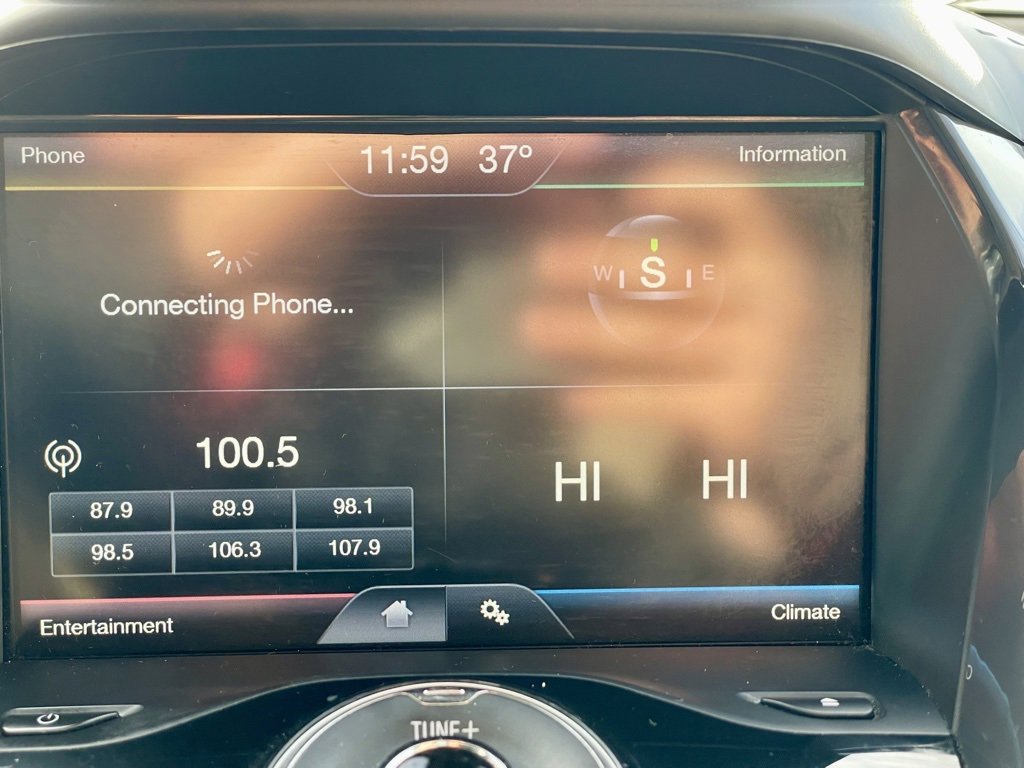 Phone 11:59 37° Information
W S E
Connecting Phone...
100.5
87.9 89.9 98.1
HI HI
98.5 106.3 107.9
Entertainment Climate
TUNE+